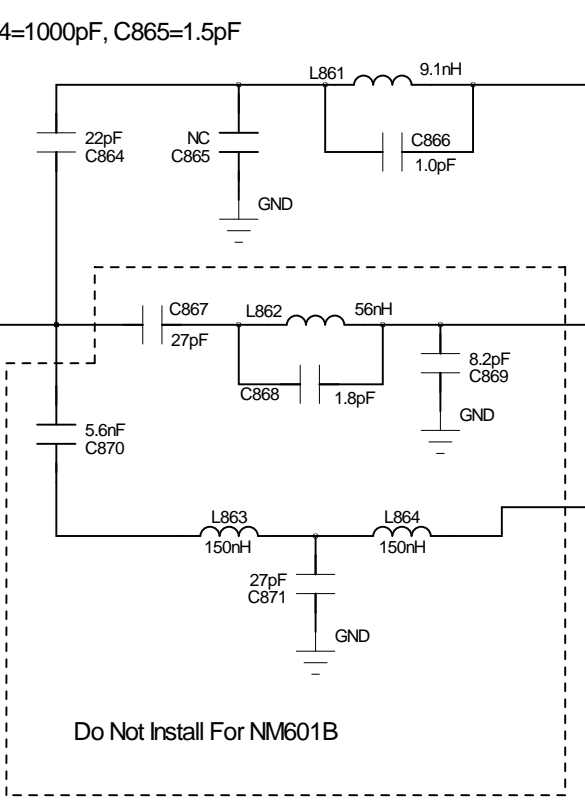 4=1000pF, C865=1.5pF
L861
9.1nH
22pF
C864
NC
C865
C866
1.0pF
GND
C867
27pF
L862
56nH
C868
1.8pF
8.2pF
C869
GND
5.6nF
C870
L863
150nH
L864
150nH
27pF
C871
GND
Do Not Install For NM601B